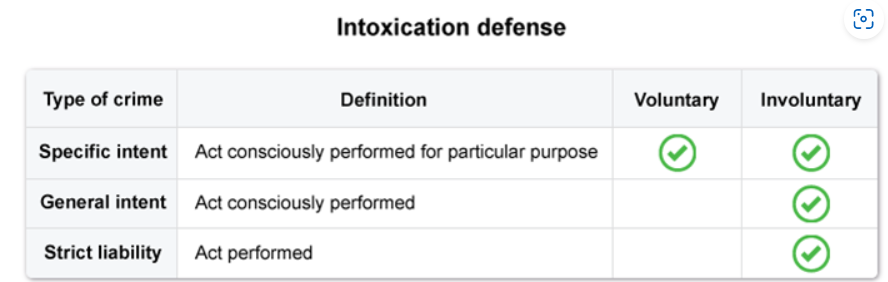 Intoxication defense
Type of crime Definition Voluntary Involuntary
Specific intent Act consciously performed for particular purpose
General intent Act consciously performed
Strict liability Act performed